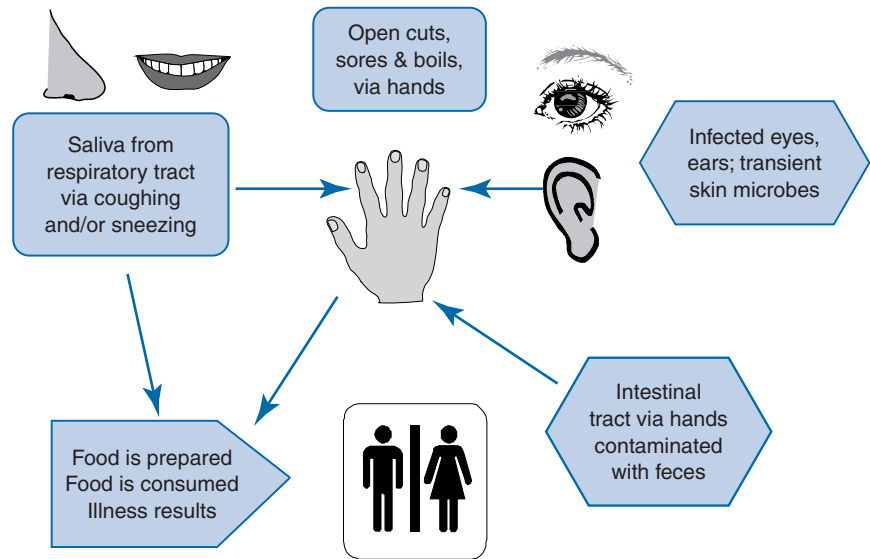 Open cuts,
sores & boils,
via hands
Saliva from
respiratory tract
via coughing
and/or sneezing
Infected eyes,
ears; transient
skin microbes
Intestinal
tract via hands
contaminated
with feces
Food is prepared
Food is consumed
Illness results